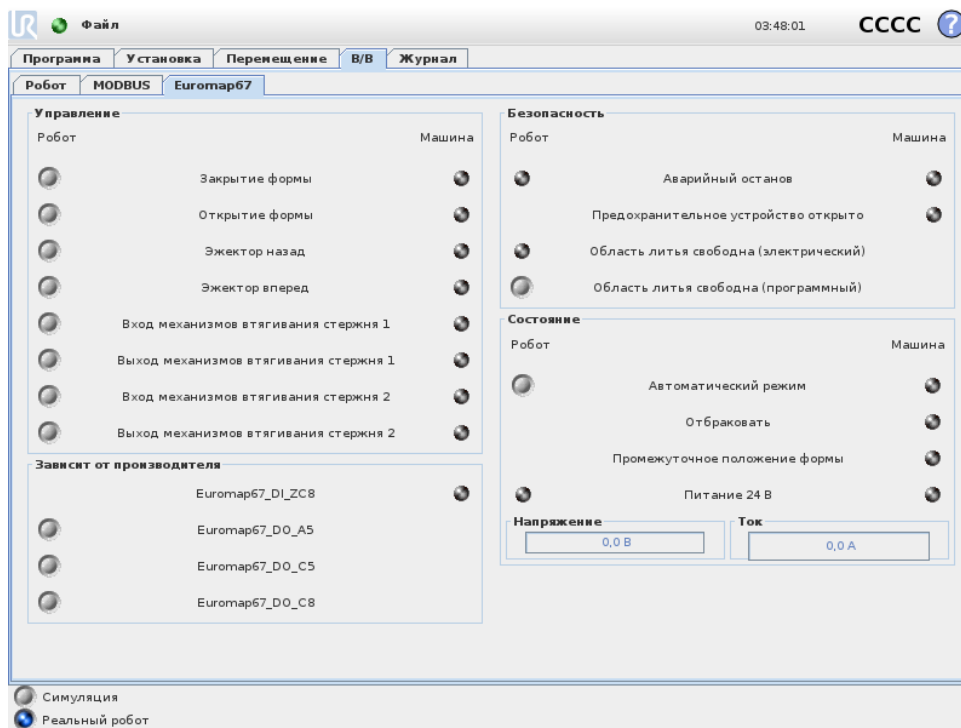 UR
Файл
03:48:01
CCCC
?
Программа Установка Перемещение В/В Журнал
Робот MODBUS Euromap67
Управление
Робот Машина
Закрытие формы
Открытие формы
Эжектор назад
Эжектор вперед
Вход механизмов втягивания стержня 1
Выход механизмов втягивания стержня 1
Вход механизмов втягивания стержня 2
Выход механизмов втягивания стержня 2
Зависит от производителя
Euromap67_DI_ZC8
Euromap67_DO_A5
Euromap67_DO_C5
Euromap67_DO_C8
Безопасность
Робот Машина
Аварийный останов
Предохранительное устройство открыто
Область литья свободна (электрический)
Область литья свободна (программный)
Состояние
Робот Машина
Автоматический режим
Отбраковать
Промежуточное положение формы
Питание 24 В
Напряжение Ток
0,0 В 0,0 А
Симуляция
Реальный робот